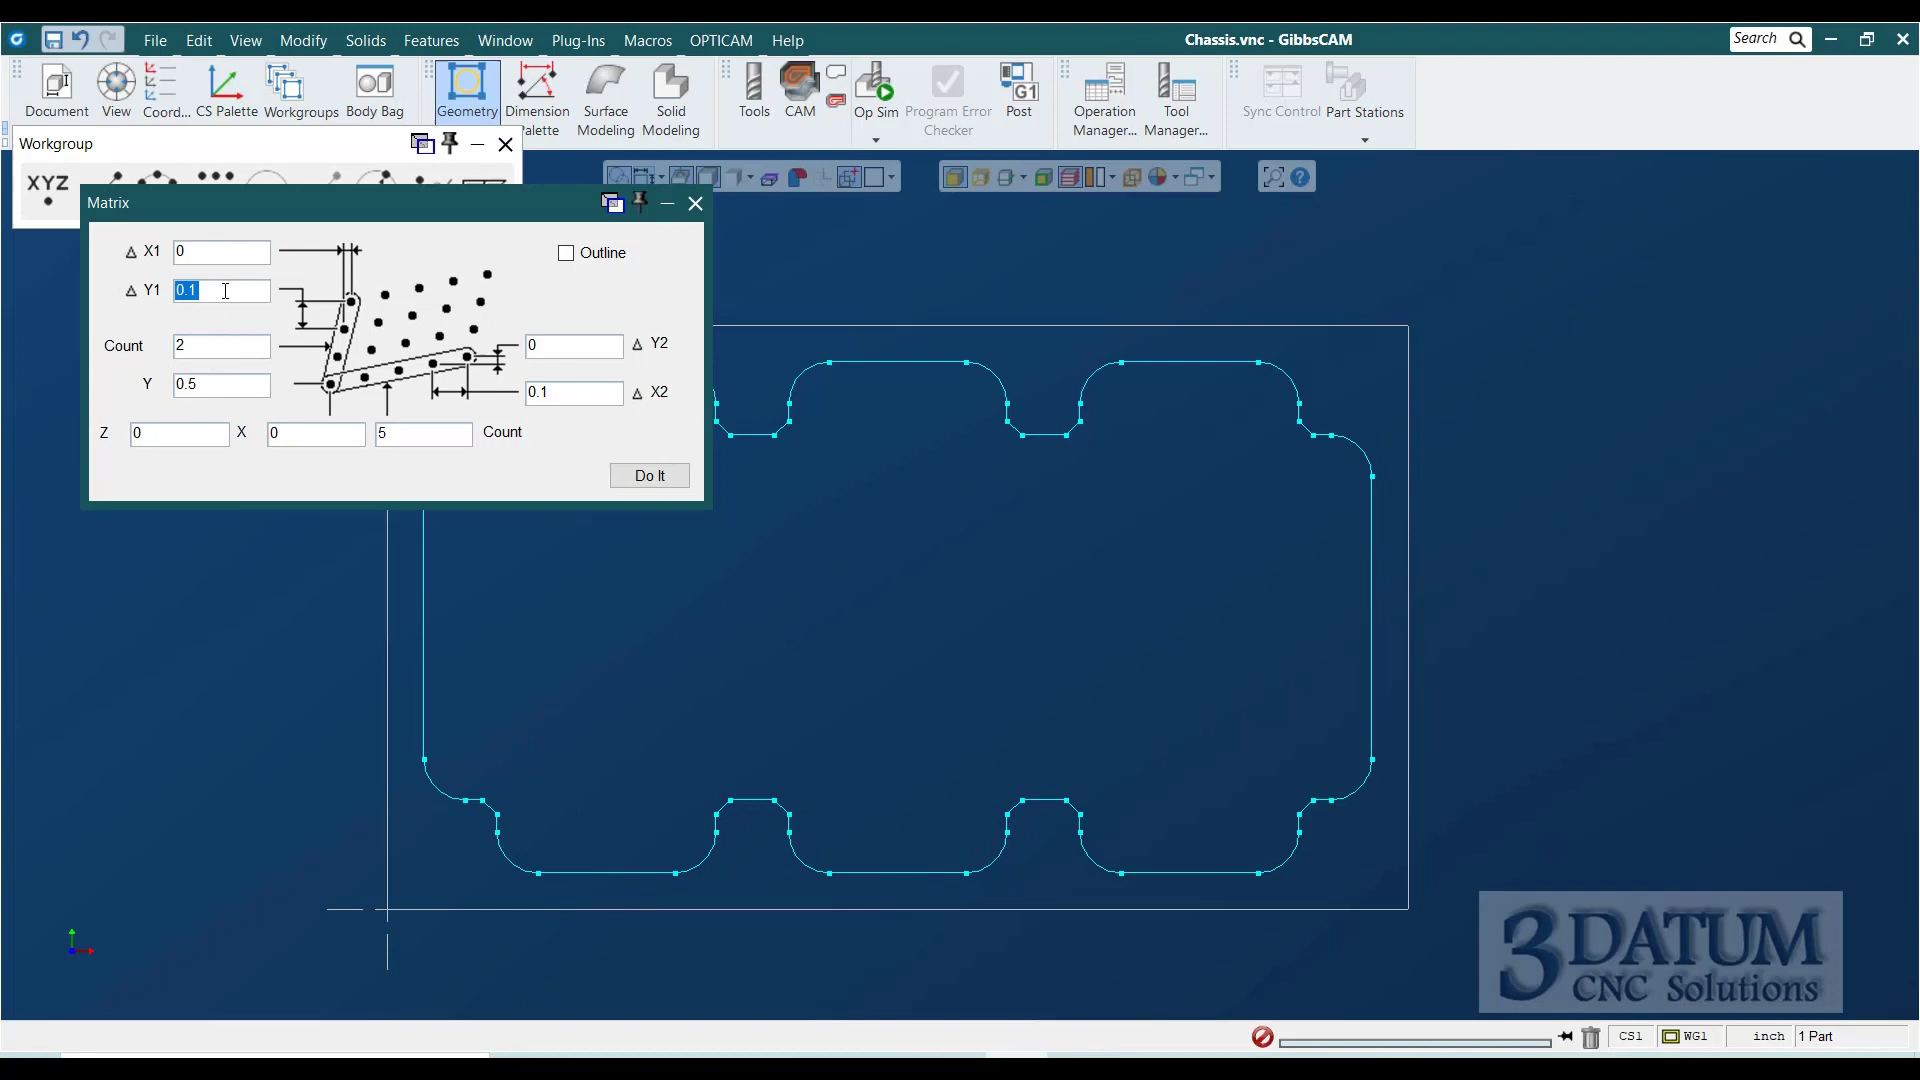 File Edit View Modify Solids Features Window Plug-Ins Macros OPTICAM Help
Chassis.vnc - GibbsCAM
Search
Document View Coord... CS Palette Workgroups Body Bag
Geometry Dimension Palette Surface Modeling Solid Modeling
Tools CAM Op Sim Program Error Checker G1 Post
Operation Manager... Tool Manager... Sync Control Part Stations
Workgroup
XYZ
Matrix
X1 0
Outline
Y1 0.1
Count 2
0 Y2
Y 0.5
0.1 X2
Z 0 X 0 5 Count
Do It
3 DATUM
CNC Solutions
CS1 WG1 inch 1 Part